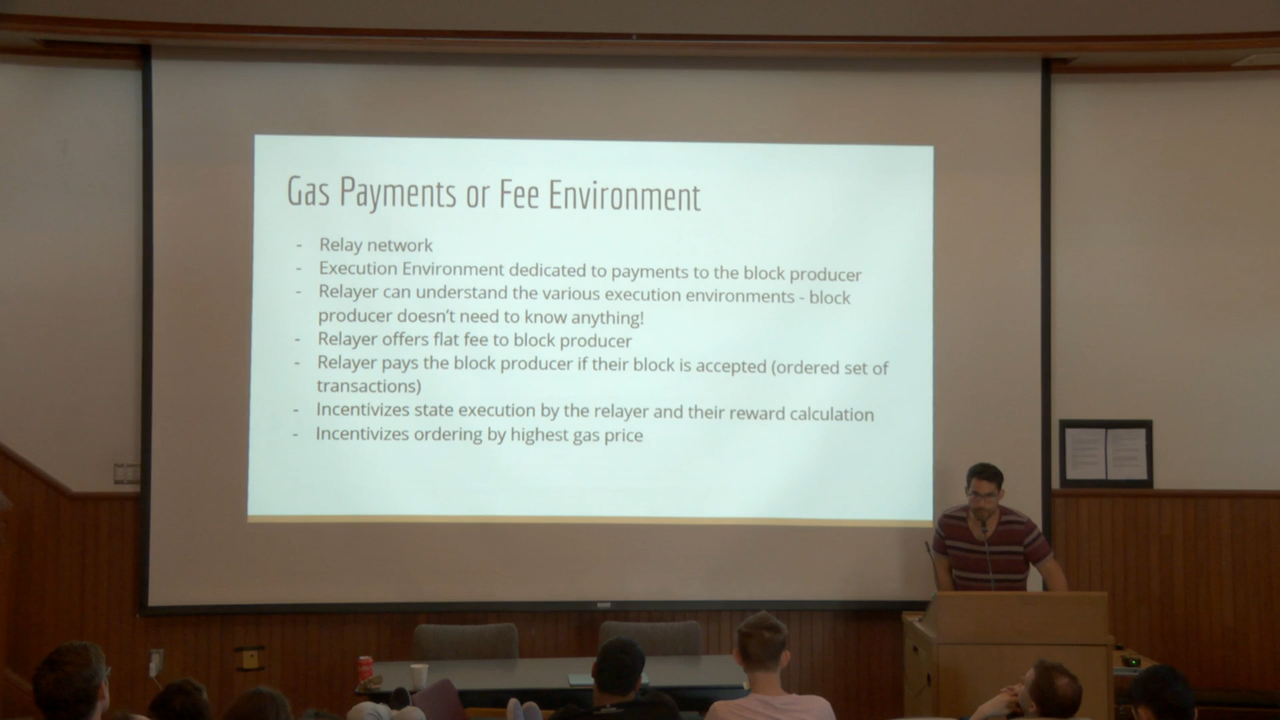 Gas Payments or Fee Environment
- Relay network
- Execution Environment dedicated to payments to the block producer
- Relayer can understand the various execution environments - block
producer doesn't need to know anything!
- Relayer offers flat fee to block producer
- Relayer pays the block producer if their block is accepted (ordered set of
transactions)
- Incentivizes state execution by the relayer and their reward calculation
- Incentivizes ordering by highest gas price